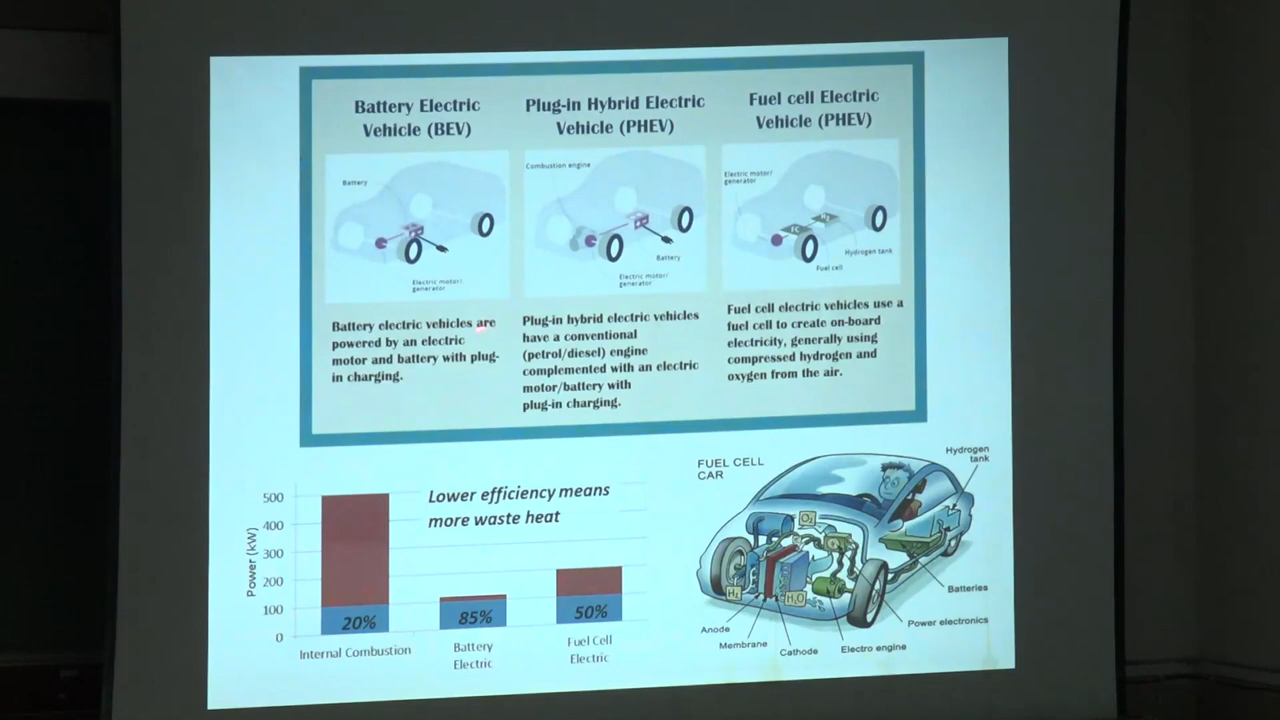 Battery Electric
Vehicle (BEV)
Battery
Electric motor/
generator
Battery electric vehicles are
powered by an electric
motor and battery with plug-
in charging.
Plug-in Hybrid Electric
Vehicle (PHEV)
Combustion engine
Battery
Electric motor/
generator
Plug-in hybrid electric vehicles
have a conventional
(petrol/diesel) engine
complemented with an electric
motor/battery with
plug-in charging.
Fuel cell Electric
Vehicle (PHEV)
Electric motor/
generator
FC
H₂
Hydrogen tank
Fuel cell
Fuel cell electric vehicles use a
fuel cell to create on-board
electricity, generally using
compressed hydrogen and
oxygen from the air.
Lower efficiency means
more waste heat
Power (kW)
500
400
300
200
100
0
20%
85%
50%
Internal Combustion
Battery
Electric
Fuel Cell
Electric
FUEL CELL
CAR
Hydrogen
tank
O₂
H₂
H₂O
Batteries
Power electronics
Anode
Membrane
Cathode
Electro engine